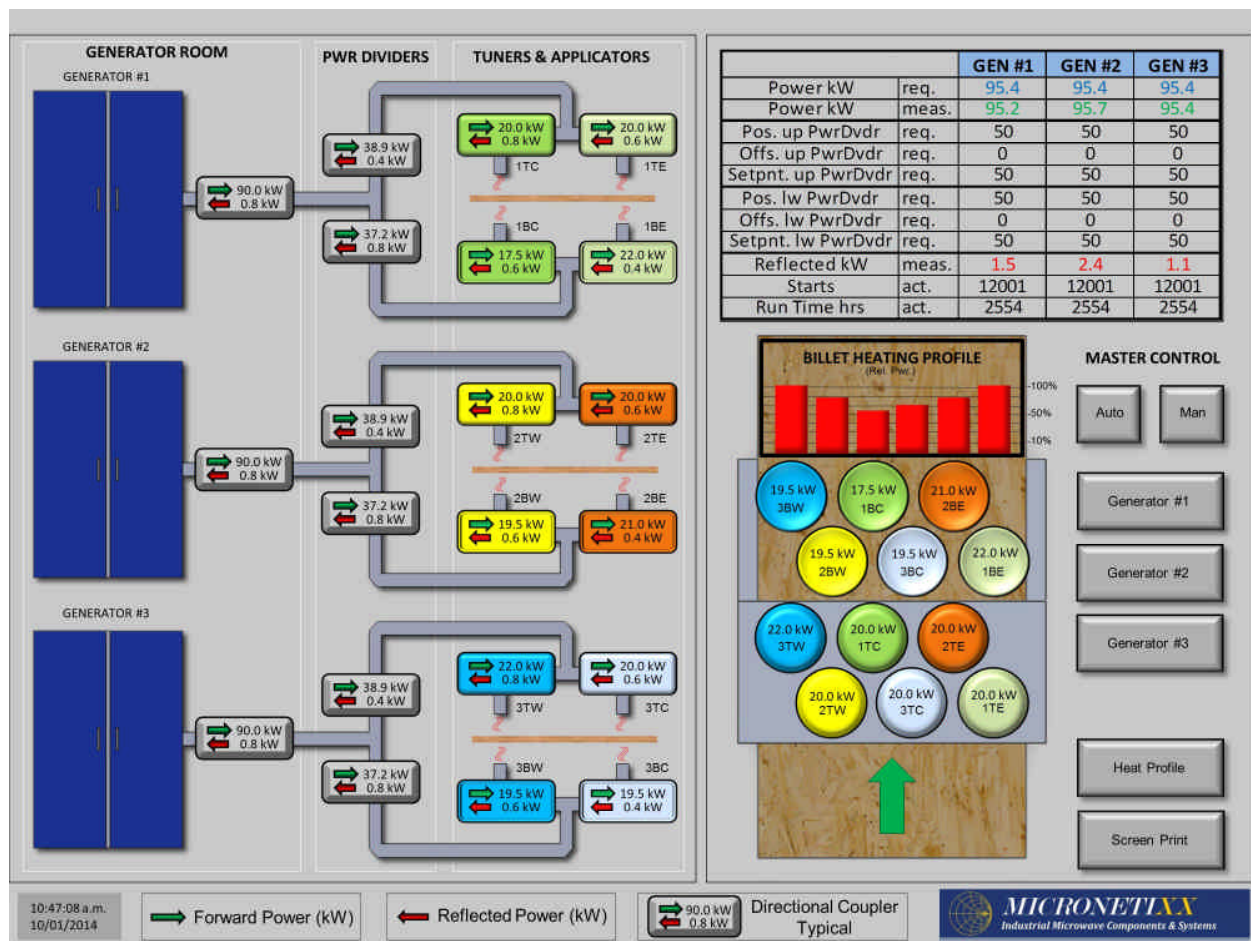 GENERATOR ROOM
PWR DIVIDERS
TUNERS & APPLICATORS
GENERATOR #1
90.0 kW
0.8 kW
38.9 kW
0.4 kW
37.2 kW
0.8 kW
20.0 kW
0.8 kW
1TC
20.0 kW
0.6 kW
1TE
1BC
17.5 kW
0.6 kW
1BE
22.0 kW
0.4 kW
GENERATOR #2
90.0 kW
0.8 kW
38.9 kW
0.4 kW
37.2 kW
0.8 kW
20.0 kW
0.8 kW
2TW
20.0 kW
0.6 kW
2TE
2BW
19.5 kW
0.6 kW
2BE
21.0 kW
0.4 kW
GENERATOR #3
90.0 kW
0.8 kW
38.9 kW
0.4 kW
37.2 kW
0.8 kW
22.0 kW
0.8 kW
3TW
20.0 kW
0.6 kW
3TC
3BW
19.5 kW
0.6 kW
3BC
19.5 kW
0.4 kW
GEN #1 GEN #2 GEN #3
Power kW req. 95.4 95.4 95.4
Power kW meas. 95.2 95.7 95.4
Pos. up PwrDvdr req. 50 50 50
Offs. up PwrDvdr req. 0 0 0
Setpnt. up PwrDvdr req. 50 50 50
Pos. lw PwrDvdr req. 50 50 50
Offs. lw PwrDvdr req. 0 0 0
Setpnt. lw PwrDvdr req. 50 50 50
Reflected kW meas. 1.5 2.4 1.1
Starts act. 12001 12001 12001
Run Time hrs act. 2554 2554 2554
BILLET HEATING PROFILE
(Rel. Pwr.)
-100%
-50%
-10%
19.5 kW
3BW
17.5 kW
1BC
21.0 kW
2BE
19.5 kW
2BW
19.5 kW
3BC
22.0 kW
1BE
22.0 kW
3TW
20.0 kW
1TC
20.0 kW
2TE
20.0 kW
2TW
20.0 kW
3TC
20.0 kW
1TE
MASTER CONTROL
Auto
Man
Generator #1
Generator #2
Generator #3
Heat Profile
Screen Print
10:47:08 a.m.
10/01/2014
Forward Power (kW)
Reflected Power (kW)
90.0 kW
0.8 kW
Directional Coupler
Typical
MICRONETIXX
Industrial Microwave Components & Systems